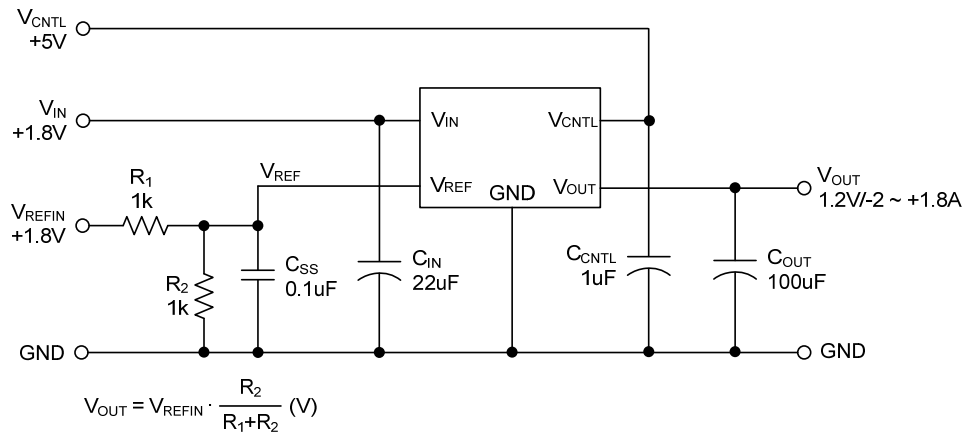 VCNTL
+5V
VIN
+1.8V
VIN
VCNTL
VREF
VREF
GND
VOUT
VOUT
1.2V/-2 ~ +1.8A
R1
1k
VREFIN
+1.8V
R2
1k
CSS
0.1uF
CIN
22uF
CCNTL
1uF
COUT
100uF
GND
GND
VOUT = VREFIN · R2 / R1+R2 (V)